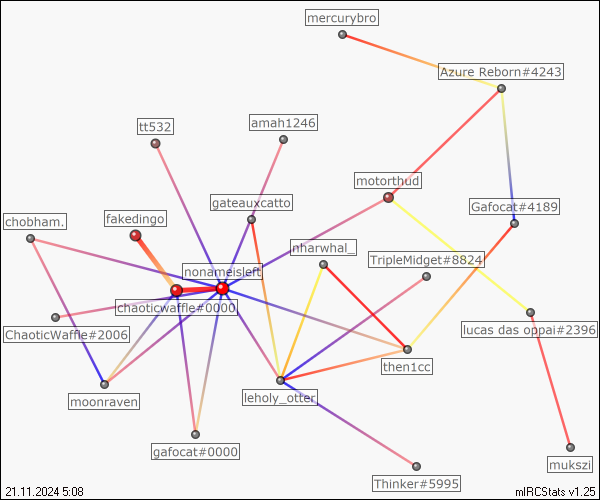 mercurybro
Azure Reborn#4243
amah1246
tt532
motorthud
gateauxcatto
Gafocat#4189
fakedingo
chobham.
nharwhal_
TripleMidget#8824
nonameisleft
chaoticwaffle#0000
ChaoticWaffle#2006
lucas das oppai#2396
then1cc
leholy_otter
moonraven
gafocat#0000
mukszi
Thinker#5995
21.11.2024 5:08
mIRCStats v1.25